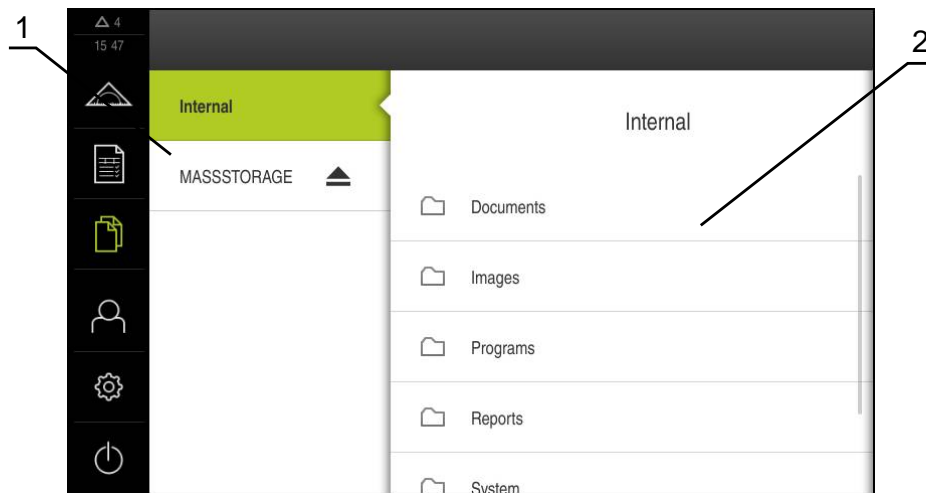 1
4
15 47
2
Internal
Internal
MASSSTORAGE
Documents
Images
Programs
Reports
System